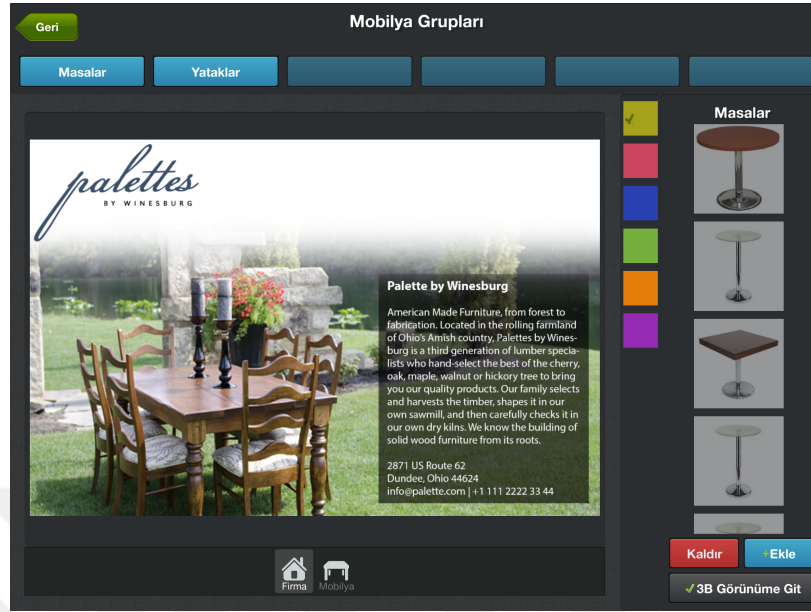 Geri
Mobilya Grupları
Masalar
Yataklar
Masalar
palettes
BY WINESBURG
Palette by Winesburg
American Made Furniture, from forest to
fabrication. Located in the rolling farmland
of Ohio's Amish country, Palettes by Wines-
burg is a third generation of lumber specia-
lists who hand-select the best of the cherry,
oak, maple, walnut or hickory tree to bring
you our quality products. Our family selects
and harvests the timber, shapes it in our
own sawmill, and then carefully checks it in
our own dry kilns. We know the building of
solid wood furniture from its roots.
2871 US Route 62
Dundee, Ohio 44624
info@palette.com | +1 111 2222 33 44
Firma
Mobilya
Kaldır
+Ekle
3B Görünüme Git